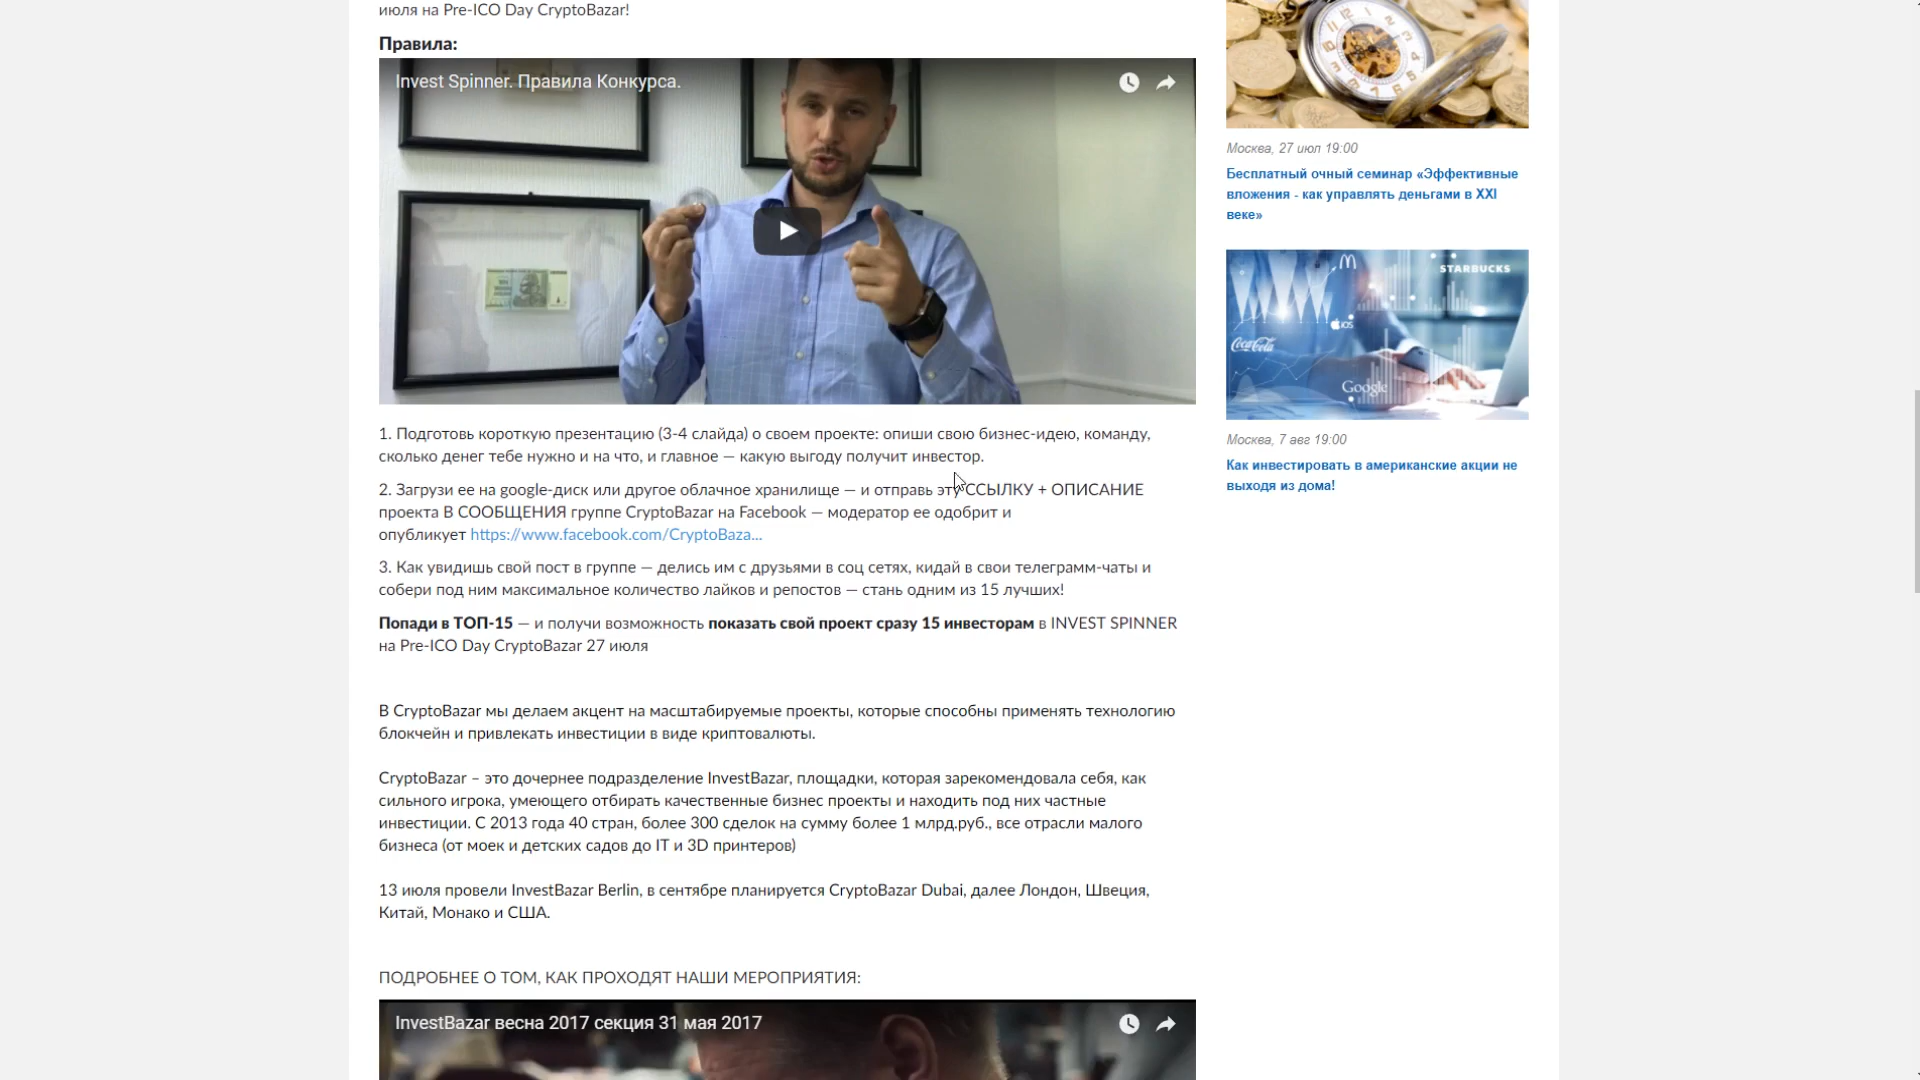 июля на Pre-ICO Day CryptoBazar!
Правила:
Invest Spinner. Правила Конкурса.
1. Подготовь короткую презентацию (3-4 слайда) о своем проекте: опиши свою бизнес-идею, команду,
сколько денег тебе нужно и на что, и главное — какую выгоду получит инвестор.
2. Загрузи ее на google-диск или другое облачное хранилище — и отправь эту ССЫЛКУ + ОПИСАНИЕ
проекта В СООБЩЕНИЯ группе CryptoBazar на Facebook — модератор ее одобрит и
опубликует https://www.facebook.com/CryptoBaza...
3. Как увидишь свой пост в группе — делись им с друзьями в соц сетях, кидай в свои телеграмм-чаты и
собери под ним максимальное количество лайков и репостов — стань одним из 15 лучших!
Попади в ТОП-15 — и получи возможность показать свой проект сразу 15 инвесторам в INVEST SPINNER
на Pre-ICO Day CryptoBazar 27 июля
В CryptoBazar мы делаем акцент на масштабируемые проекты, которые способны применять технологию
блокчейн и привлекать инвестиции в виде криптовалюты.
CryptoBazar – это дочернее подразделение InvestBazar, площадки, которая зарекомендовала себя, как
сильного игрока, умеющего отбирать качественные бизнес проекты и находить под них частные
инвестиции. С 2013 года 40 стран, более 300 сделок на сумму более 1 млрд.руб., все отрасли малого
бизнеса (от моек и детских садов до IT и 3D принтеров)
13 июля провели InvestBazar Berlin, в сентябре планируется CryptoBazar Dubai, далее Лондон, Швеция,
Китай, Монако и США.
ПОДРОБНЕЕ О ТОМ, КАК ПРОХОДЯТ НАШИ МЕРОПРИЯТИЯ:
InvestBazar весна 2017 секция 31 мая 2017
Москва, 27 июл 19:00
Бесплатный очный семинар «Эффективные
вложения - как управлять деньгами в XXI
веке»
STARBUCKS
iOS
Coca-Cola
Google
Москва, 7 авг 19:00
Как инвестировать в американские акции не
выходя из дома!